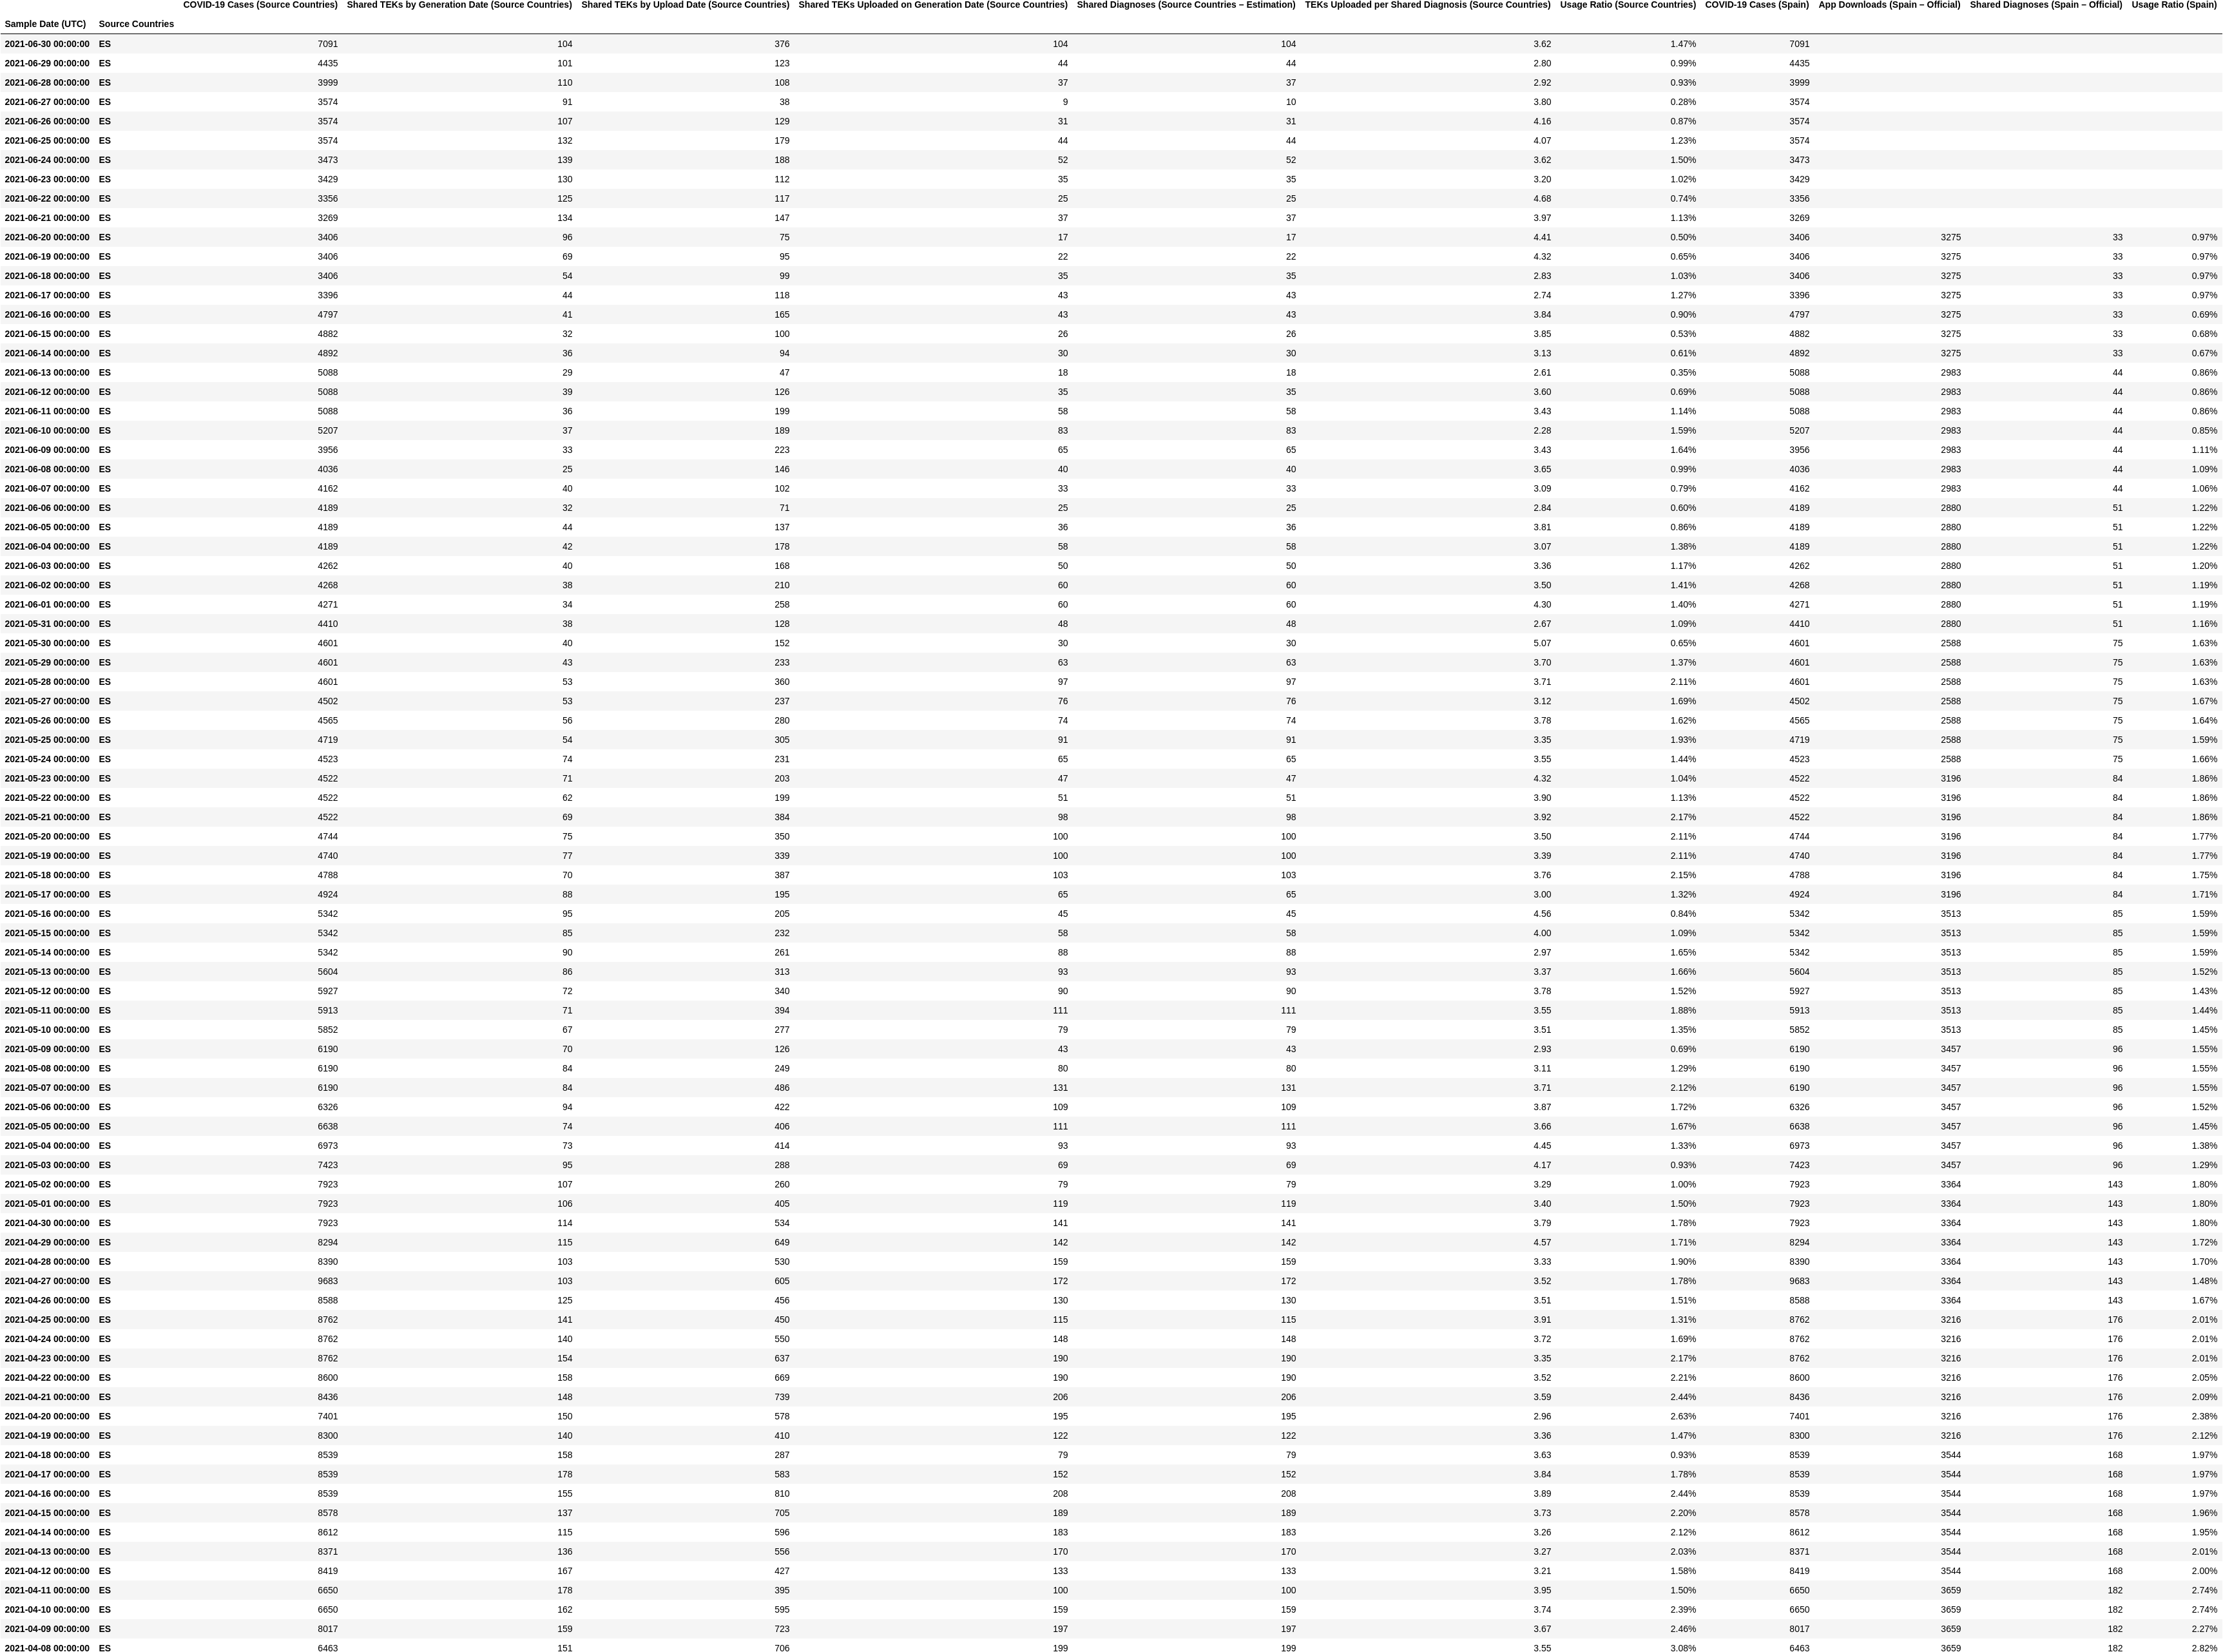 COVID-19 Cases (Source Countries) Shared TEKs by Generation Date (Source Countries) Shared TEKs by Upload Date (Source Countries) Shared TEKs Uploaded on Generation Date (Source Countries) Shared Diagnoses (Source Countries – Estimation) TEKs Uploaded per Shared Diagnosis (Source Countries) Usage Ratio (Source Countries) COVID-19 Cases (Spain) App Downloads (Spain – Official) Shared Diagnoses (Spain – Official) Usage Ratio (Spain)
Sample Date (UTC) Source Countries
2021-06-30 00:00:00 ES 7091 104 376 104 104 3.62 1.47% 7091
2021-06-29 00:00:00 ES 4435 101 123 44 44 2.80 0.99% 4435
2021-06-28 00:00:00 ES 3999 110 108 37 37 2.92 0.93% 3999
2021-06-27 00:00:00 ES 3574 91 38 9 10 3.80 0.28% 3574
2021-06-26 00:00:00 ES 3574 107 129 31 31 4.16 0.87% 3574
2021-06-25 00:00:00 ES 3574 132 179 44 44 4.07 1.23% 3574
2021-06-24 00:00:00 ES 3473 139 188 52 52 3.62 1.50% 3473
2021-06-23 00:00:00 ES 3429 130 112 35 35 3.20 1.02% 3429
2021-06-22 00:00:00 ES 3356 125 117 25 25 4.68 0.74% 3356
2021-06-21 00:00:00 ES 3269 134 147 37 37 3.97 1.13% 3269
2021-06-20 00:00:00 ES 3406 96 75 17 17 4.41 0.50% 3406 3275 33 0.97%
2021-06-19 00:00:00 ES 3406 69 95 22 22 4.32 0.65% 3406 3275 33 0.97%
2021-06-18 00:00:00 ES 3406 54 99 35 35 2.83 1.03% 3406 3275 33 0.97%
2021-06-17 00:00:00 ES 3396 44 118 43 43 2.74 1.27% 3396 3275 33 0.97%
2021-06-16 00:00:00 ES 4797 41 165 43 43 3.84 0.90% 4797 3275 33 0.69%
2021-06-15 00:00:00 ES 4882 32 100 26 26 3.85 0.53% 4882 3275 33 0.68%
2021-06-14 00:00:00 ES 4892 36 94 30 30 3.13 0.61% 4892 3275 33 0.67%
2021-06-13 00:00:00 ES 5088 29 47 18 18 2.61 0.35% 5088 2983 44 0.86%
2021-06-12 00:00:00 ES 5088 39 126 35 35 3.60 0.69% 5088 2983 44 0.86%
2021-06-11 00:00:00 ES 5088 36 199 58 58 3.43 1.14% 5088 2983 44 0.86%
2021-06-10 00:00:00 ES 5207 37 189 83 83 2.28 1.59% 5207 2983 44 0.85%
2021-06-09 00:00:00 ES 3956 33 223 65 65 3.43 1.64% 3956 2983 44 1.11%
2021-06-08 00:00:00 ES 4036 25 146 40 40 3.65 0.99% 4036 2983 44 1.09%
2021-06-07 00:00:00 ES 4162 40 102 33 33 3.09 0.79% 4162 2983 44 1.06%
2021-06-06 00:00:00 ES 4189 32 71 25 25 2.84 0.60% 4189 2880 51 1.22%
2021-06-05 00:00:00 ES 4189 44 137 36 36 3.81 0.86% 4189 2880 51 1.22%
2021-06-04 00:00:00 ES 4189 42 178 58 58 3.07 1.38% 4189 2880 51 1.22%
2021-06-03 00:00:00 ES 4262 40 168 50 50 3.36 1.17% 4262 2880 51 1.20%
2021-06-02 00:00:00 ES 4268 38 210 60 60 3.50 1.41% 4268 2880 51 1.19%
2021-06-01 00:00:00 ES 4271 34 258 60 60 4.30 1.40% 4271 2880 51 1.19%
2021-05-31 00:00:00 ES 4410 38 128 48 48 2.67 1.09% 4410 2880 51 1.16%
2021-05-30 00:00:00 ES 4601 40 152 30 30 5.07 0.65% 4601 2588 75 1.63%
2021-05-29 00:00:00 ES 4601 43 233 63 63 3.70 1.37% 4601 2588 75 1.63%
2021-05-28 00:00:00 ES 4601 53 360 97 97 3.71 2.11% 4601 2588 75 1.63%
2021-05-27 00:00:00 ES 4502 53 237 76 76 3.12 1.69% 4502 2588 75 1.67%
2021-05-26 00:00:00 ES 4565 56 280 74 74 3.78 1.62% 4565 2588 75 1.64%
2021-05-25 00:00:00 ES 4719 54 305 91 91 3.35 1.93% 4719 2588 75 1.59%
2021-05-24 00:00:00 ES 4523 74 231 65 65 3.55 1.44% 4523 2588 75 1.66%
2021-05-23 00:00:00 ES 4522 71 203 47 47 4.32 1.04% 4522 3196 84 1.86%
2021-05-22 00:00:00 ES 4522 62 199 51 51 3.90 1.13% 4522 3196 84 1.86%
2021-05-21 00:00:00 ES 4522 69 384 98 98 3.92 2.17% 4522 3196 84 1.86%
2021-05-20 00:00:00 ES 4744 75 350 100 100 3.50 2.11% 4744 3196 84 1.77%
2021-05-19 00:00:00 ES 4740 77 339 100 100 3.39 2.11% 4740 3196 84 1.77%
2021-05-18 00:00:00 ES 4788 70 387 103 103 3.76 2.15% 4788 3196 84 1.75%
2021-05-17 00:00:00 ES 4924 88 195 65 65 3.00 1.32% 4924 3196 84 1.71%
2021-05-16 00:00:00 ES 5342 95 205 45 45 4.56 0.84% 5342 3513 85 1.59%
2021-05-15 00:00:00 ES 5342 85 232 58 58 4.00 1.09% 5342 3513 85 1.59%
2021-05-14 00:00:00 ES 5342 90 261 88 88 2.97 1.65% 5342 3513 85 1.59%
2021-05-13 00:00:00 ES 5604 86 313 93 93 3.37 1.66% 5604 3513 85 1.52%
2021-05-12 00:00:00 ES 5927 72 340 90 90 3.78 1.52% 5927 3513 85 1.43%
2021-05-11 00:00:00 ES 5913 71 394 111 111 3.55 1.88% 5913 3513 85 1.44%
2021-05-10 00:00:00 ES 5852 67 277 79 79 3.51 1.35% 5852 3513 85 1.45%
2021-05-09 00:00:00 ES 6190 70 126 43 43 2.93 0.69% 6190 3457 96 1.55%
2021-05-08 00:00:00 ES 6190 84 249 80 80 3.11 1.29% 6190 3457 96 1.55%
2021-05-07 00:00:00 ES 6190 84 486 131 131 3.71 2.12% 6190 3457 96 1.55%
2021-05-06 00:00:00 ES 6326 94 422 109 109 3.87 1.72% 6326 3457 96 1.52%
2021-05-05 00:00:00 ES 6638 74 406 111 111 3.66 1.67% 6638 3457 96 1.45%
2021-05-04 00:00:00 ES 6973 73 414 93 93 4.45 1.33% 6973 3457 96 1.38%
2021-05-03 00:00:00 ES 7423 95 288 69 69 4.17 0.93% 7423 3457 96 1.29%
2021-05-02 00:00:00 ES 7923 107 260 79 79 3.29 1.00% 7923 3364 143 1.80%
2021-05-01 00:00:00 ES 7923 106 405 119 119 3.40 1.50% 7923 3364 143 1.80%
2021-04-30 00:00:00 ES 7923 114 534 141 141 3.79 1.78% 7923 3364 143 1.80%
2021-04-29 00:00:00 ES 8294 115 649 142 142 4.57 1.71% 8294 3364 143 1.72%
2021-04-28 00:00:00 ES 8390 103 530 159 159 3.33 1.90% 8390 3364 143 1.70%
2021-04-27 00:00:00 ES 9683 103 605 172 172 3.52 1.78% 9683 3364 143 1.48%
2021-04-26 00:00:00 ES 8588 125 456 130 130 3.51 1.51% 8588 3364 143 1.67%
2021-04-25 00:00:00 ES 8762 141 450 115 115 3.91 1.31% 8762 3216 176 2.01%
2021-04-24 00:00:00 ES 8762 140 550 148 148 3.72 1.69% 8762 3216 176 2.01%
2021-04-23 00:00:00 ES 8762 154 637 190 190 3.35 2.17% 8762 3216 176 2.01%
2021-04-22 00:00:00 ES 8600 158 669 190 190 3.52 2.21% 8600 3216 176 2.05%
2021-04-21 00:00:00 ES 8436 148 739 206 206 3.59 2.44% 8436 3216 176 2.09%
2021-04-20 00:00:00 ES 7401 150 578 195 195 2.96 2.63% 7401 3216 176 2.38%
2021-04-19 00:00:00 ES 8300 140 410 122 122 3.36 1.47% 8300 3216 176 2.12%
2021-04-18 00:00:00 ES 8539 158 287 79 79 3.63 0.93% 8539 3544 168 1.97%
2021-04-17 00:00:00 ES 8539 178 583 152 152 3.84 1.78% 8539 3544 168 1.97%
2021-04-16 00:00:00 ES 8539 155 810 208 208 3.89 2.44% 8539 3544 168 1.97%
2021-04-15 00:00:00 ES 8578 137 705 189 189 3.73 2.20% 8578 3544 168 1.96%
2021-04-14 00:00:00 ES 8612 115 596 183 183 3.26 2.12% 8612 3544 168 1.95%
2021-04-13 00:00:00 ES 8371 136 556 170 170 3.27 2.03% 8371 3544 168 2.01%
2021-04-12 00:00:00 ES 8419 167 427 133 133 3.21 1.58% 8419 3544 168 2.00%
2021-04-11 00:00:00 ES 6650 178 395 100 100 3.95 1.50% 6650 3659 182 2.74%
2021-04-10 00:00:00 ES 6650 162 595 159 159 3.74 2.39% 6650 3659 182 2.74%
2021-04-09 00:00:00 ES 8017 159 723 197 197 3.67 2.46% 8017 3659 182 2.27%
2021-04-08 00:00:00 ES 6463 151 706 199 199 3.55 3.08% 6463 3659 182 2.82%